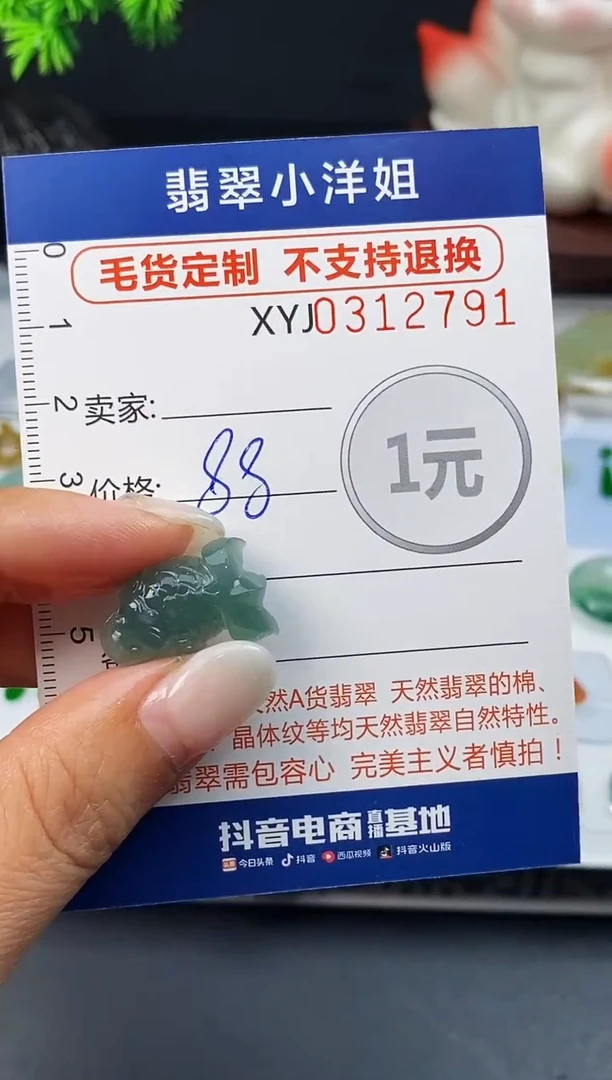 翡翠小洋姐
毛货定制 不支持退换
XYJ0312791
0
1
2
3
5
卖家:
价格: 88
1元
然A货翡翠 天然翡翠的棉、
晶体纹等均天然翡翠自然特性。
翡翠需包容心 完美主义者慎拍！
抖音电商直播基地
头条 今日头条 抖音 西瓜视频 抖音火山版